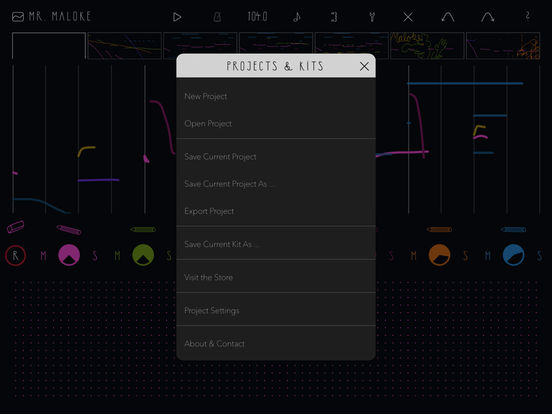 MR. MALOKE
104.0
2
PROJECTS & KITS
New Project
Open Project
Save Current Project
Save Current Project As ...
Export Project
Save Current Kit As ...
Visit the Store
Project Settings
About & Contact
R M S M S M S M S